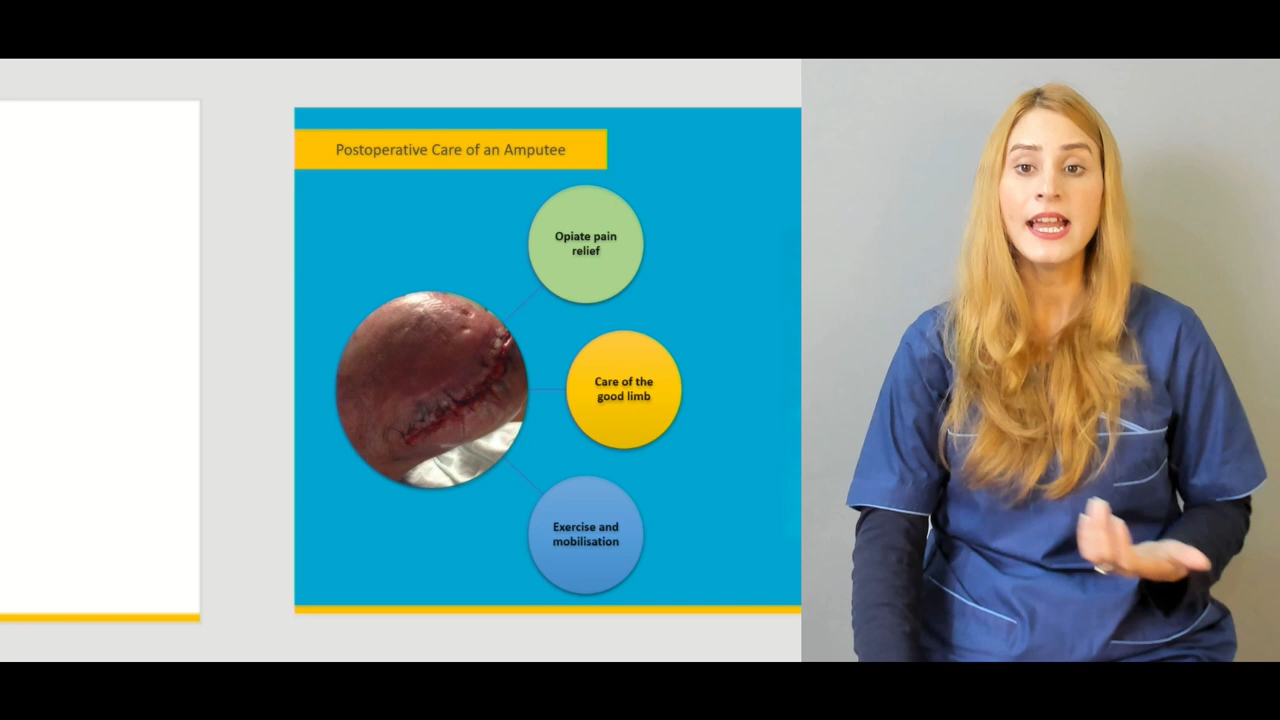 Postoperative Care of an Amputee
Opiate pain
relief
Care of the
good limb
Exercise and
mobilisation